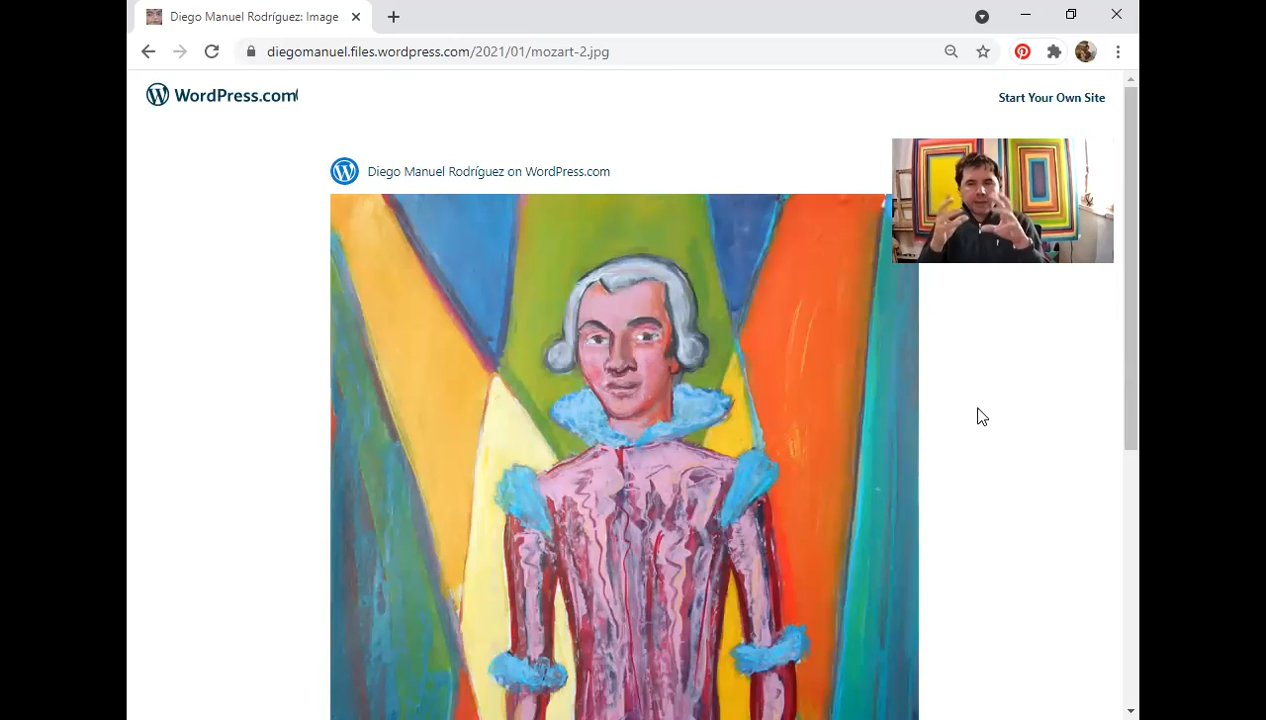 Diego Manuel Rodríguez: Image
diegomanuel.files.wordpress.com/2021/01/mozart-2.jpg
WordPress.com
Start Your Own Site
Diego Manuel Rodríguez on WordPress.com